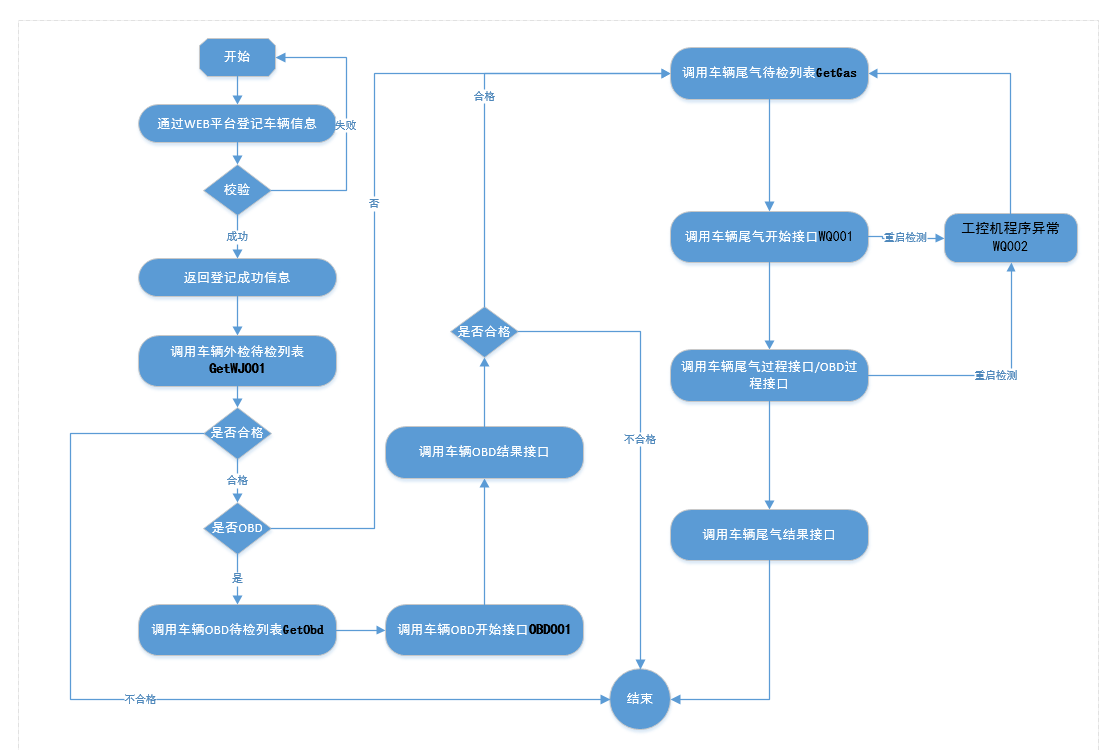 开始
通过WEB平台登记车辆信息
失败
校验
成功
返回登记成功信息
调用车辆外检待检列表
GetWJ001
是否合格
合格
是否OBD
是
调用车辆OBD待检列表GetObd
不合格
否
合格
是否合格
调用车辆OBD结果接口
调用车辆OBD开始接口OBD001
不合格
结束
调用车辆尾气待检列表GetGas
调用车辆尾气开始接口WQ001
重启检测
工控机程序异常
WQ002
调用车辆尾气过程接口/OBD过
程接口
重启检测
调用车辆尾气结果接口